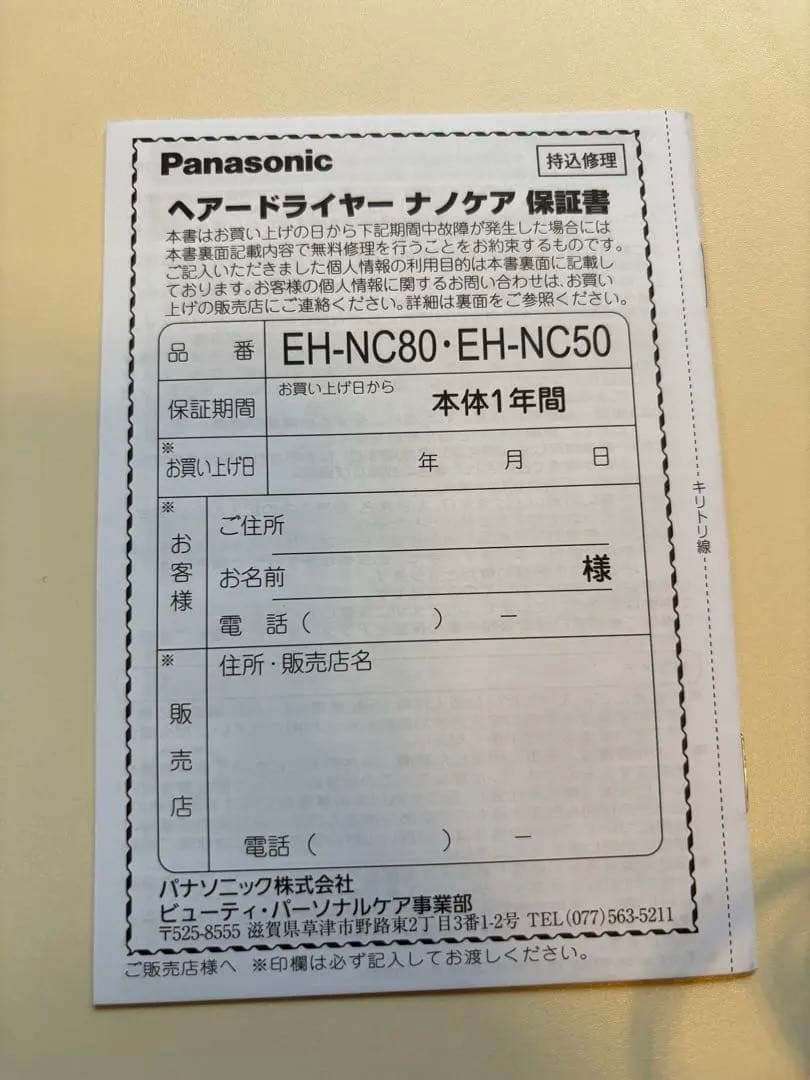 Panasonic
持込修理
ヘアードライヤー ナノケア 保証書
本書はお買い上げの日から下記期間中故障が発生した場合には
本書裏面記載内容で無料修理を行うことをお約束するものです。
ご記入いただきました個人情報の利用目的は本書裏面に記載し
ております。お客様の個人情報に関するお問い合わせは、お買い
上げの販売店にご連絡ください。詳細は裏面をご参照ください。
品 番 EH-NC80・EH-NC50
保証期間 お買い上げ日から 本体1年間
※お買い上げ日 年 月 日
※お客様
ご住所
お名前 様
電 話 ( ) −
※販売店
住所・販売店名
電話 ( ) −
パナソニック株式会社
ビューティ・パーソナルケア事業部
〒525-8555 滋賀県草津市野路東2丁目3番1-2号 TEL(077)563-5211
ご販売店様へ ※印欄は必ず記入してお渡しください。
キリトリ線